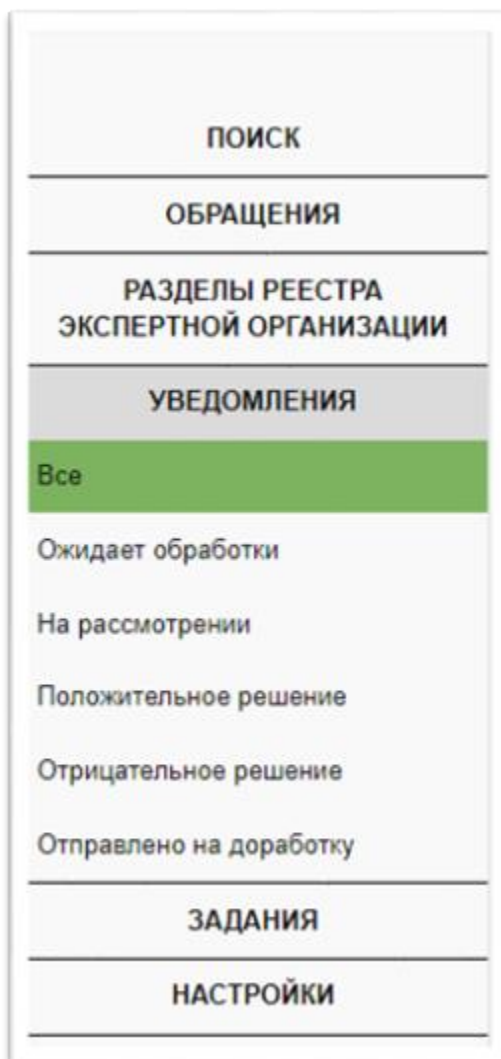 ПОИСК
ОБРАЩЕНИЯ
РАЗДЕЛЫ РЕЕСТРА
ЭКСПЕРТНОЙ ОРГАНИЗАЦИИ
УВЕДОМЛЕНИЯ
Все
Ожидает обработки
На рассмотрении
Положительное решение
Отрицательное решение
Отправлено на доработку
ЗАДАНИЯ
НАСТРОЙКИ